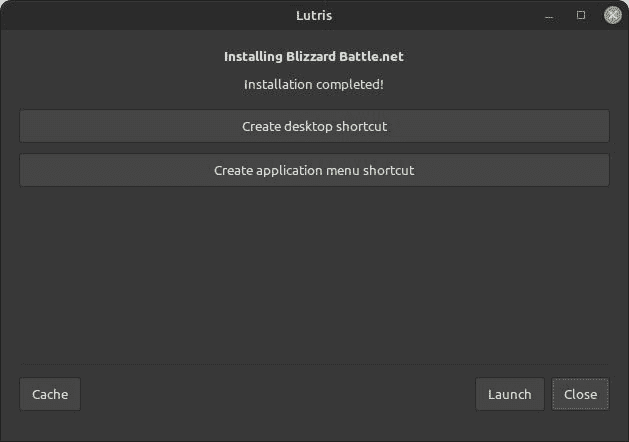 Lutris
Installing Blizzard Battle.net
Installation completed!
Create desktop shortcut
Create application menu shortcut
Cache
Launch
Close